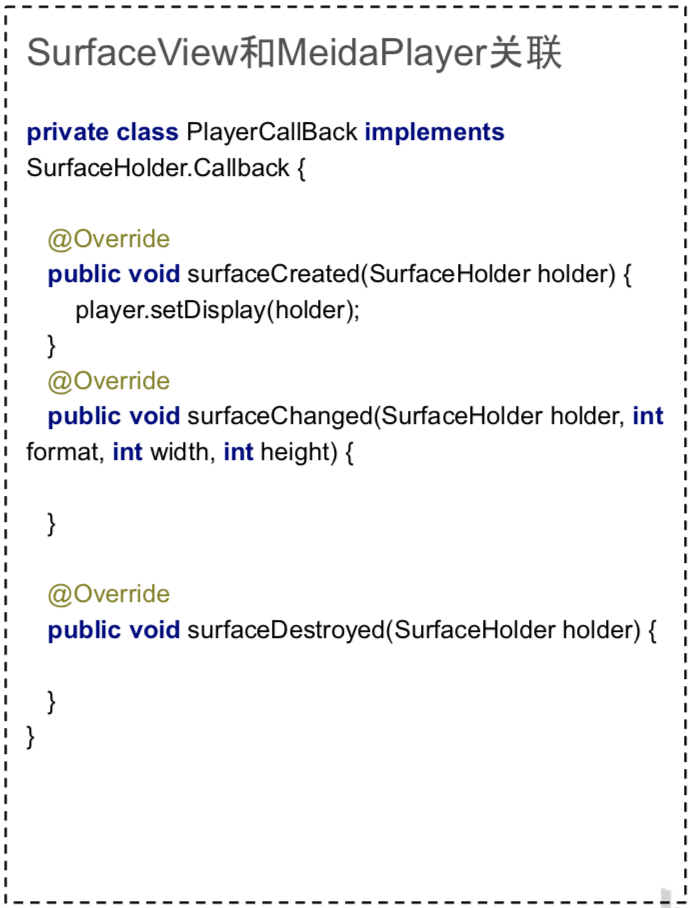 SurfaceView和MeidaPlayer关联
private class PlayerCallBack implements
SurfaceHolder.Callback {
@Override
public void surfaceCreated(SurfaceHolder holder) {
player.setDisplay(holder);
}
@Override
public void surfaceChanged(SurfaceHolder holder, int
format, int width, int height) {
}
@Override
public void surfaceDestroyed(SurfaceHolder holder) {
}
}